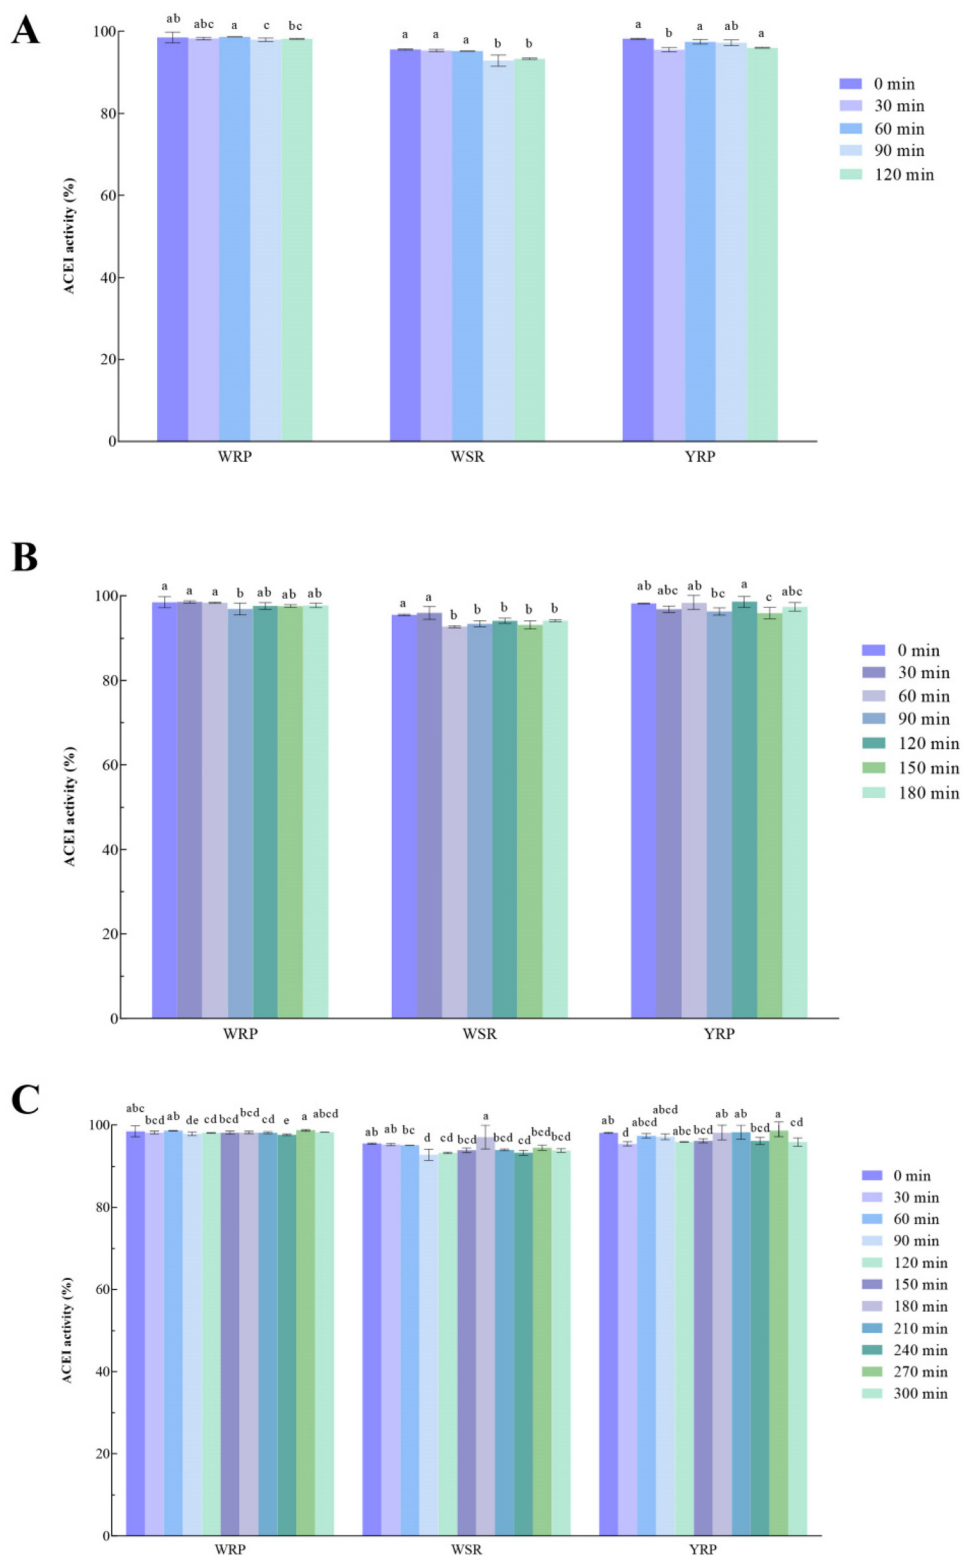 A
ab abc a c bc a a a b b a b a ab a
100
80
60
40
20
0
ACEI activity (%)
WRP WSR YRP
0 min
30 min
60 min
90 min
120 min
B
a a a b ab ab ab a a b b b b b ab abc ab bc a c abc
100
80
60
40
20
0
ACEI activity (%)
WRP WSR YRP
0 min
30 min
60 min
90 min
120 min
150 min
180 min
C
abc bcd ab de cd bcd bcd cd e a abcd ab ab bc d cd bcd a bcd cd bcd bcd ab d abcd abcd abc bcd ab ab bcd a cd
100
80
60
40
20
0
ACEI activity (%)
WRP WSR YRP
0 min
30 min
60 min
90 min
120 min
150 min
180 min
210 min
240 min
270 min
300 min